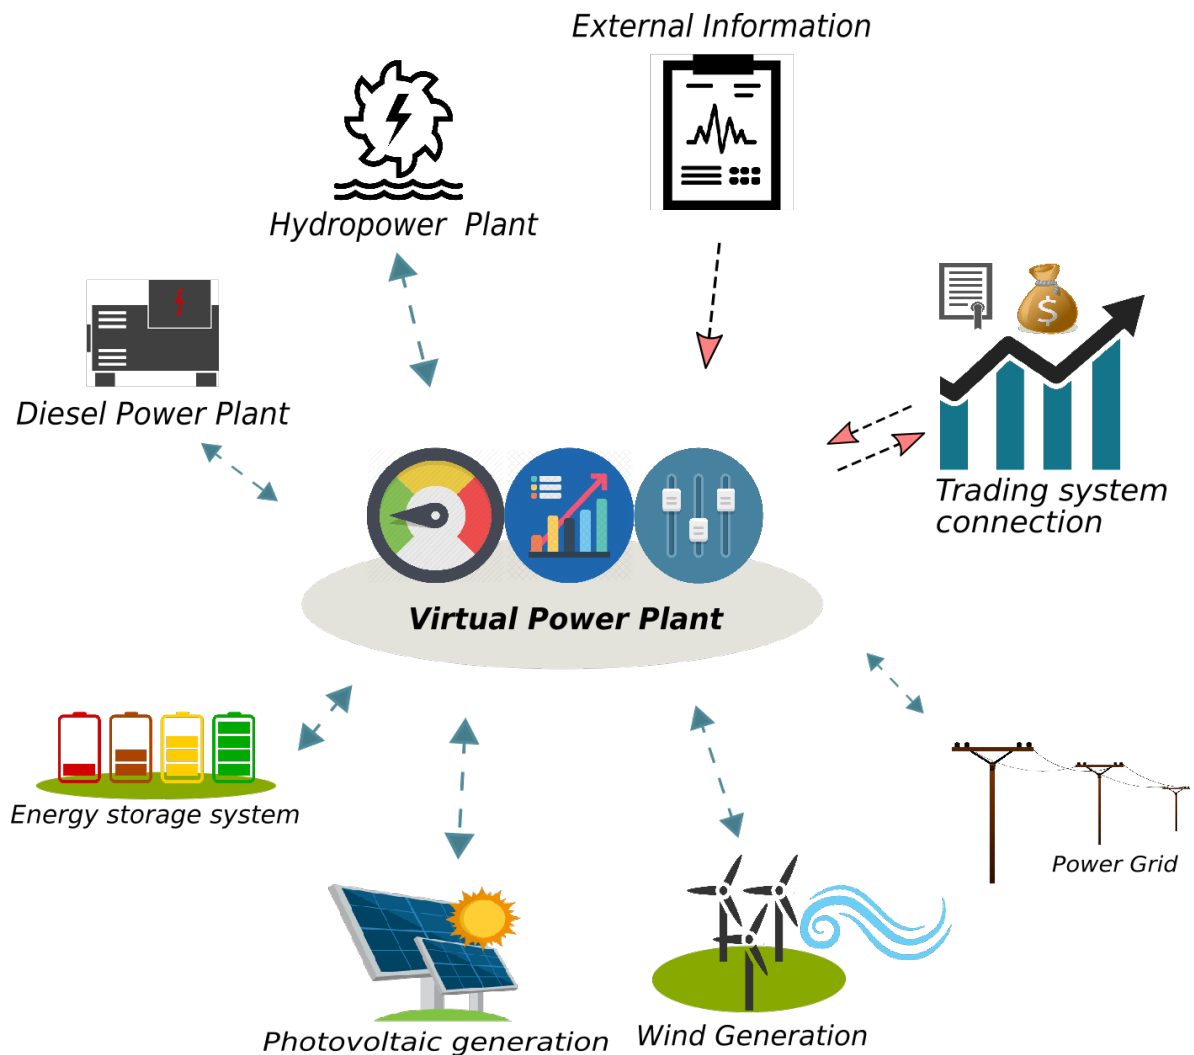 External Information
Hydropower Plant
Diesel Power Plant
$
Trading system
connection
Virtual Power Plant
Energy storage system
Power Grid
Photovoltaic generation
Wind Generation